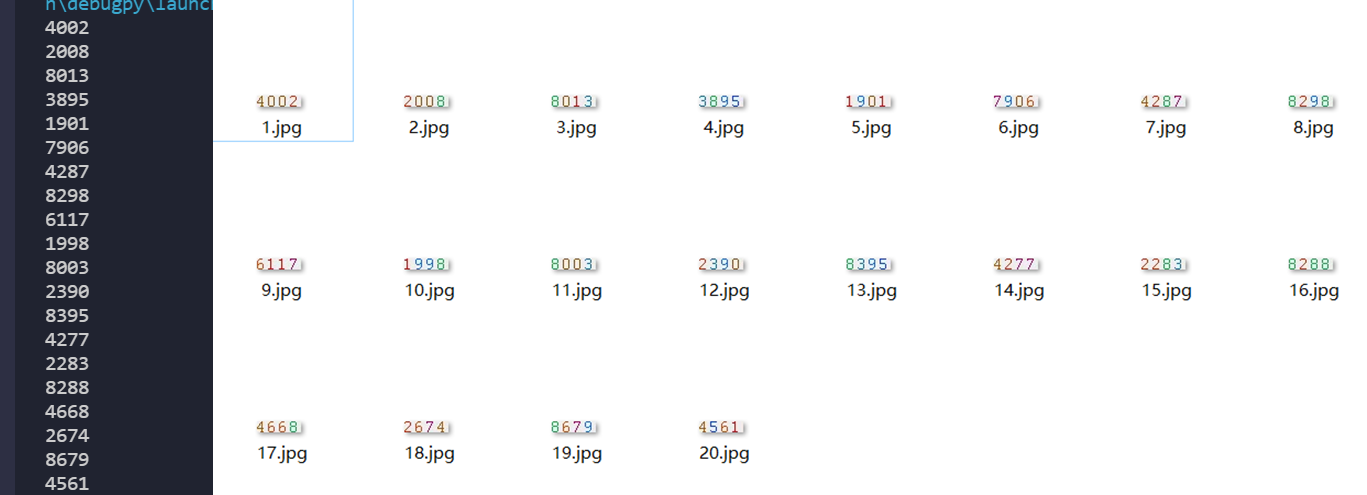 h\debugpy\launc
4002
2008
8013
3895
1901
7906
4287
8298
6117
1998
8003
2390
8395
4277
2283
8288
4668
2674
8679
4561
4002 2008 8013 3895 1901 7906 4287 8298
1.jpg 2.jpg 3.jpg 4.jpg 5.jpg 6.jpg 7.jpg 8.jpg
6117 1998 8003 2390 8395 4277 2283 8288
9.jpg 10.jpg 11.jpg 12.jpg 13.jpg 14.jpg 15.jpg 16.jpg
4668 2674 8679 4561
17.jpg 18.jpg 19.jpg 20.jpg